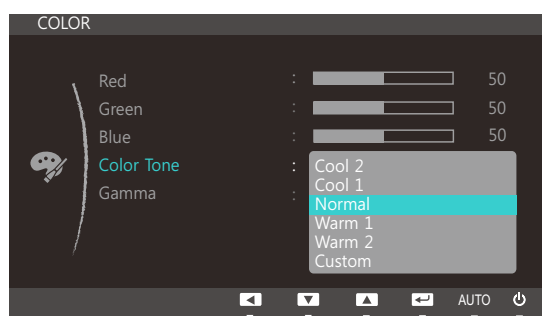 COLOR
Red : 50
Green : 50
Blue : 50
Color Tone : Cool 2
Cool 1
Gamma :
Normal
Warm 1
Warm 2
Custom
AUTO